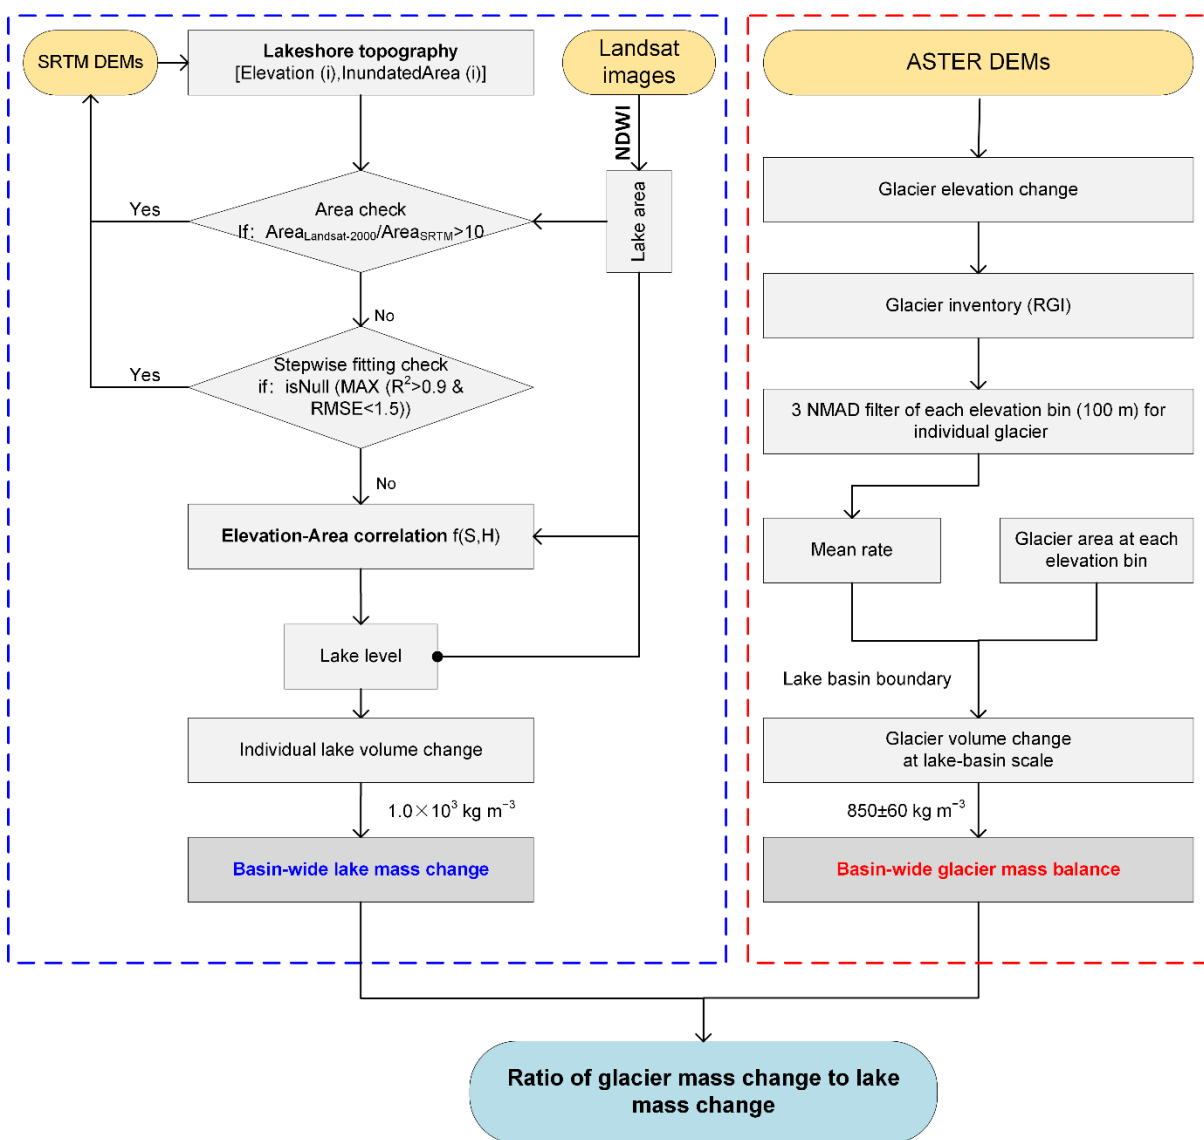 SRTM DEMs
Lakeshore topography
[Elevation (i),InundatedArea (i)]
Landsat
images
NDWI
Lake area
Yes
Area check
If: Area_Landsat-2000/Area_SRTM>10
No
Yes
Stepwise fitting check
if: isNull (MAX (R²>0.9 &
RMSE<1.5))
No
Elevation-Area correlation f(S,H)
Lake level
Individual lake volume change
1.0×10³ kg m⁻³
Basin-wide lake mass change
ASTER DEMs
Glacier elevation change
Glacier inventory (RGI)
3 NMAD filter of each elevation bin (100 m) for
individual glacier
Mean rate
Glacier area at each
elevation bin
Lake basin boundary
Glacier volume change
at lake-basin scale
850±60 kg m⁻³
Basin-wide glacier mass balance
Ratio of glacier mass change to lake
mass change